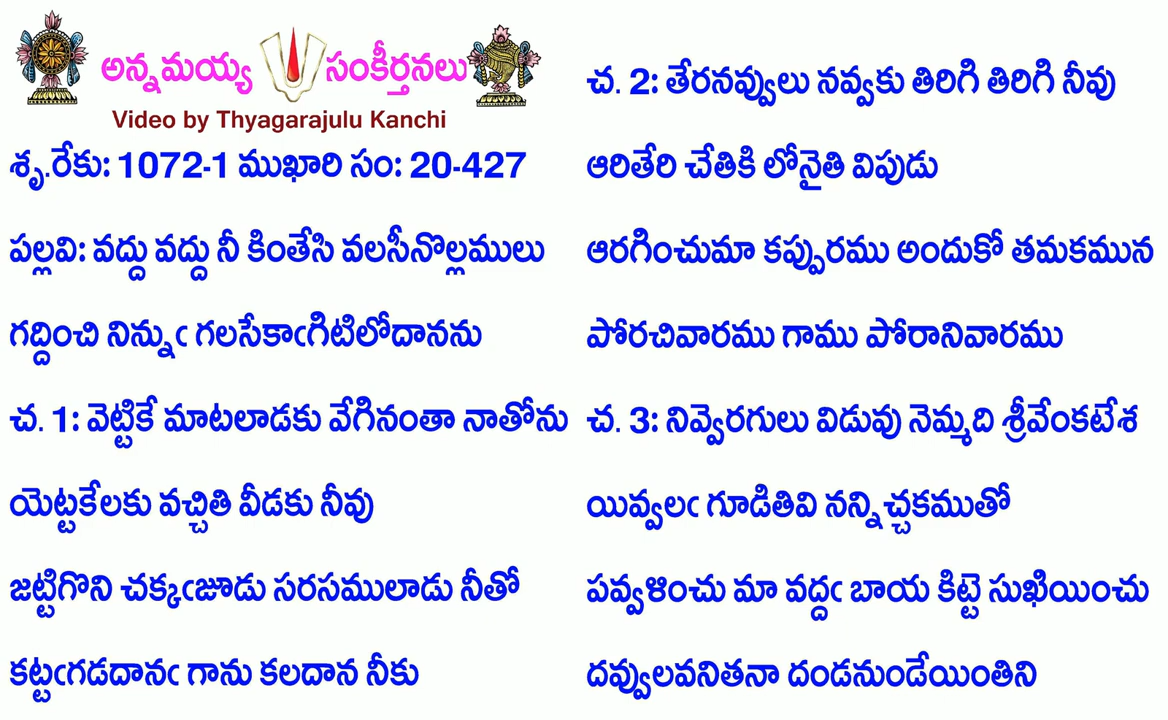 అన్నమయ్య సంకీర్తనలు
Video by Thyagarajulu Kanchi
శృ.రేకు: 1072-1 ముఖారి సం: 20-427
పల్లవి: వద్దు వద్దు నీ కింతేసి వలసీనొల్లములు
గద్దించి నిన్నుఁ గలసేకాఁగిటిలోదానను
చ. 1: వెట్టికే మాటలాడకు వేగినంతా నాతోను
యెట్టకేలకు వచ్చితి వీడకు నీవు
జట్టిగొని చక్కఁజూడు సరసములాడు నీతో
కట్టఁగడదానఁ గాను కలదాన నీకు
చ. 2: తేరనవ్వులు నవ్వకు తిరిగి తిరిగి నీవు
ఆరితేరి చేతికి లోనైతి విపుడు
ఆరగించుమా కప్పురము అందుకో తమకమున
పోరచివారము గాము పోరానివారము
చ. 3: నివ్వెరగులు విడువు నెమ్మది శ్రీవేంకటేశ
యివ్వలఁ గూడితివి నన్నిచ్చకముతో
పవ్వళించు మా వద్దఁ బాయ కిట్టె సుఖియించు
దవ్వులవనితనా దండనుండేయింతిని